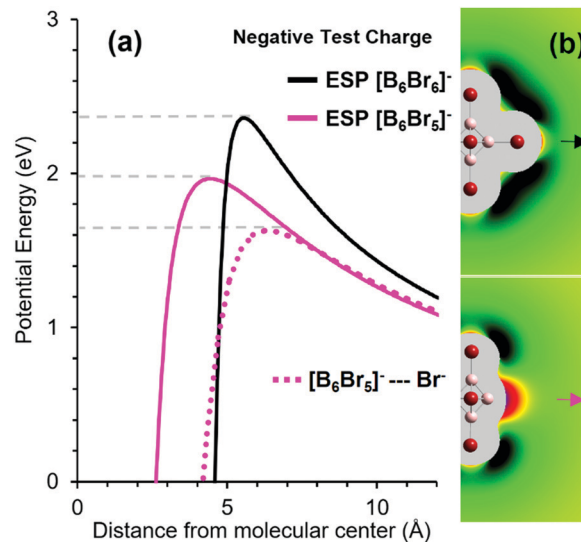 3
(a)
Negative Test Charge
(b)
ESP [B₆Br₆]⁻
ESP [B₆Br₅]⁻
2
Potential Energy (eV)
1
[B₆Br₅]⁻ --- Br⁻
0
0 5 10
Distance from molecular center (Å)